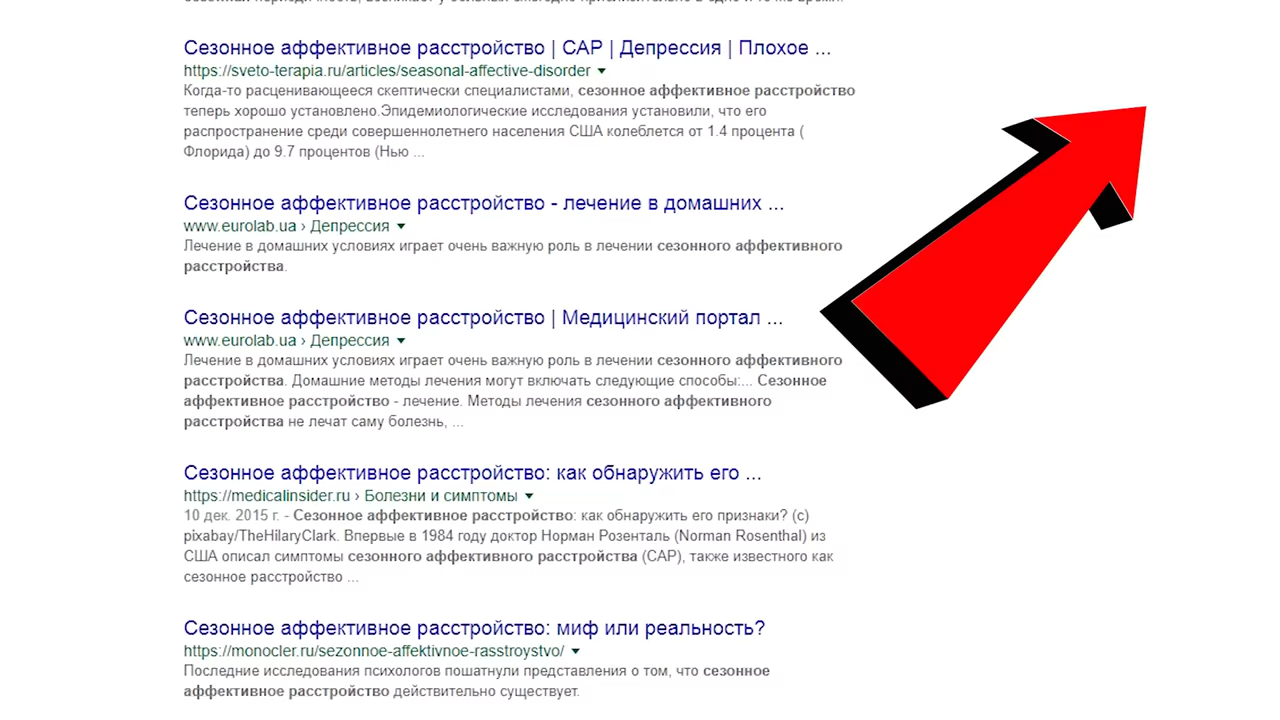 Сезонное аффективное расстройство | САР | Депрессия | Плохое ...
https://sveto-terapia.ru/articles/seasonal-affective-disorder
Когда-то расценивающееся скептически специалистами, сезонное аффективное расстройство
теперь хорошо установлено.Эпидемиологические исследования установили, что его
распространение среди совершеннолетнего населения США колеблется от 1.4 процента (
Флорида) до 9.7 процентов (Нью ...
Сезонное аффективное расстройство - лечение в домашних ...
www.eurolab.ua › Депрессия
Лечение в домашних условиях играет очень важную роль в лечении сезонного аффективного
расстройства.
Сезонное аффективное расстройство | Медицинский портал ...
www.eurolab.ua › Депрессия
Лечение в домашних условиях играет очень важную роль в лечении сезонного аффективного
расстройства. Домашние методы лечения могут включать следующие способы:... Сезонное
аффективное расстройство - лечение. Методы лечения сезонного аффективного
расстройства не лечат саму болезнь, ...
Сезонное аффективное расстройство: как обнаружить его ...
https://medicalinsider.ru › Болезни и симптомы
10 дек. 2015 г. - Сезонное аффективное расстройство: как обнаружить его признаки? (с)
pixabay/TheHilaryClark. Впервые в 1984 году доктор Норман Розенталь (Norman Rosenthal) из
США описал симптомы сезонного аффективного расстройства (САР), также известного как
сезонное расстройство ...
Сезонное аффективное расстройство: миф или реальность?
https://monocler.ru/sezonnoe-affektivnoe-rasstroystvo/
Последние исследования психологов пошатнули представления о том, что сезонное
аффективное расстройство действительно существует.